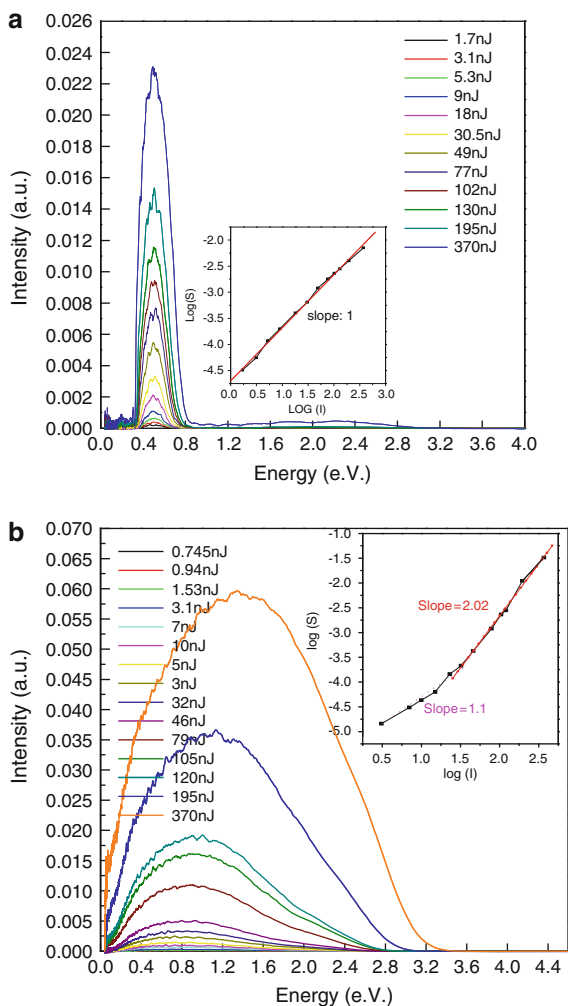 a
Intensity (a.u.)
0.026
0.024
0.022
0.020
0.018
0.016
0.014
0.012
0.010
0.008
0.006
0.004
0.002
0.000
1.7nJ
3.1nJ
5.3nJ
9nJ
18nJ
30.5nJ
49nJ
77nJ
102nJ
130nJ
195nJ
370nJ
Log(S)
-2.0
-2.5
-3.0
-3.5
-4.0
-4.5
slope: 1
0.0 0.5 1.0 1.5 2.0 2.5 3.0
LOG (I)
0.0 0.4 0.8 1.2 1.6 2.0 2.4 2.8 3.2 3.6 4.0
Energy (e.V.)
b
Intensity (a.u.)
0.070
0.065
0.060
0.055
0.050
0.045
0.040
0.035
0.030
0.025
0.020
0.015
0.010
0.005
0.000
0.745nJ
0.94nJ
1.53nJ
3.1nJ
7nJ
10nJ
5nJ
3nJ
32nJ
46nJ
79nJ
105nJ
120nJ
195nJ
370nJ
log (S)
-1.0
-1.5
-2.0
-2.5
-3.0
-3.5
-4.0
-4.5
-5.0
Slope=2.02
Slope=1.1
0.5 1.0 1.5 2.0 2.5
log (I)
0.0 0.4 0.8 1.2 1.6 2.0 2.4 2.8 3.2 3.6 4.0 4.4
Energy (e.V.)